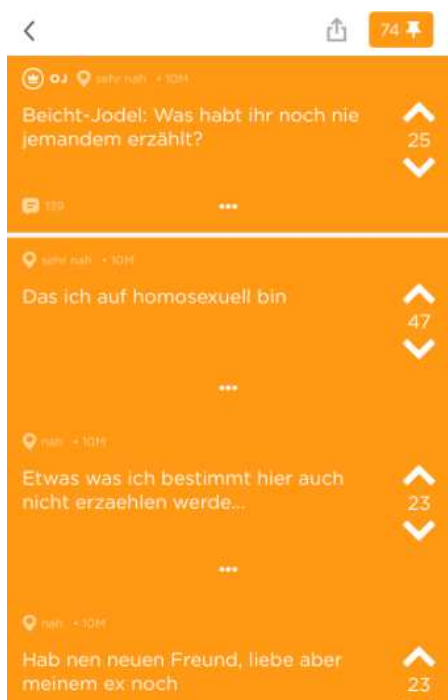 74
OJ sehr nah • 10M
Beicht-Jodel: Was habt ihr noch nie
jemandem erzählt?
25
139
sehr nah • 10M
Das ich auf homosexuell bin
47
nah • 10M
Etwas was ich bestimmt hier auch
nicht erzaehlen werde...
23
nah • 10M
Hab nen neuen Freund, liebe aber
meinem ex noch
23